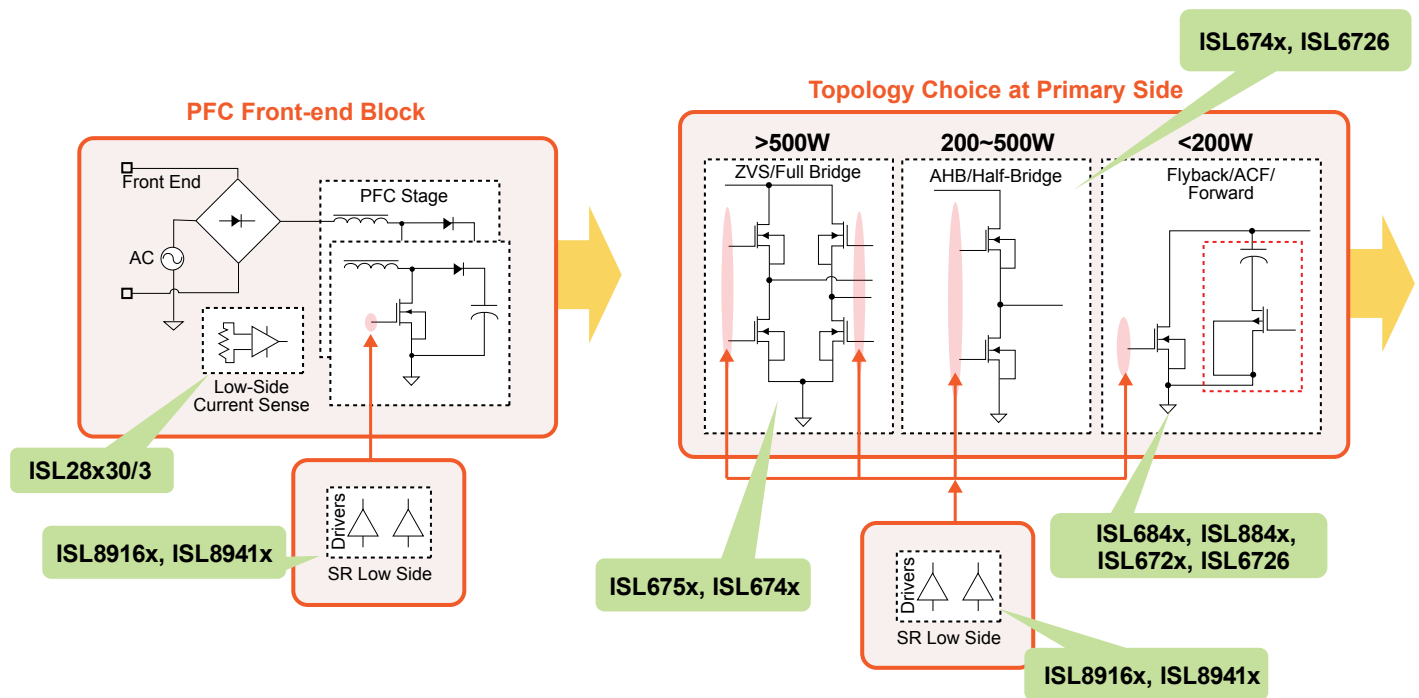 PFC Front-end Block
Front End
AC
PFC Stage
Low-Side
Current Sense
ISL28x30/3
Drivers
SR Low Side
ISL8916x, ISL8941x
ISL674x, ISL6726
Topology Choice at Primary Side
>500W
ZVS/Full Bridge
200~500W
AHB/Half-Bridge
<200W
Flyback/ACF/
Forward
ISL675x, ISL674x
ISL684x, ISL884x,
ISL672x, ISL6726
Drivers
SR Low Side
ISL8916x, ISL8941x